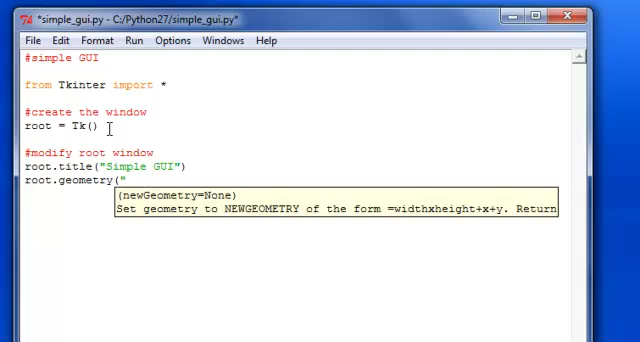 *simple_gui.py - C:/Python27/simple_gui.py*
File Edit Format Run Options Windows Help
#simple GUI
from Tkinter import *
#create the window
root = Tk()
#modify root window
root.title("Simple GUI")
root.geometry("
(newGeometry=None)
Set geometry to NEWGEOMETRY of the form =widthxheight+x+y. Return